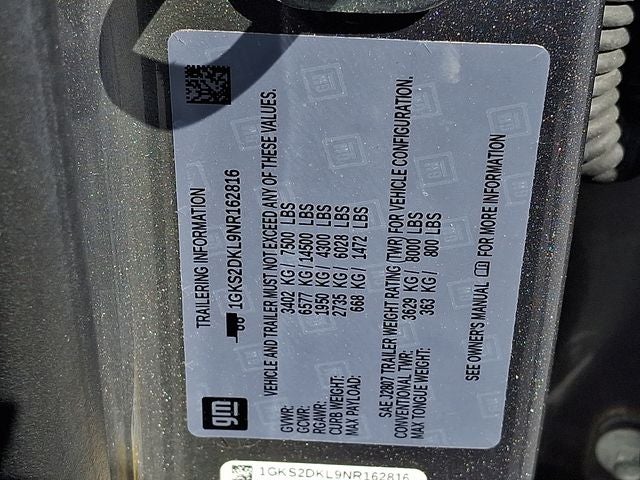 gm
TRAILERING INFORMATION
1GKS2DKL9NR162816
VEHICLE AND TRAILER MUST NOT EXCEED ANY OF THESE VALUES.
GVWR: 3402 KG/ 7500 LBS
GCWR: 6577 KG/ 14500 LBS
RGAWR: 1950 KG/ 4300 LBS
CURB WEIGHT: 2735 KG/ 6028 LBS
MAX PAYLOAD: 668 KG/ 1472 LBS
SAE J2807 TRAILER WEIGHT RATING (TWR) FOR VEHICLE CONFIGURATION.
CONVENTIONAL TWR: 3629 KG/ 8000 LBS
MAX TONGUE WEIGHT: 363 KG/ 800 LBS
SEE OWNER'S MANUAL FOR MORE INFORMATION
1GKS2DKL9NR162816